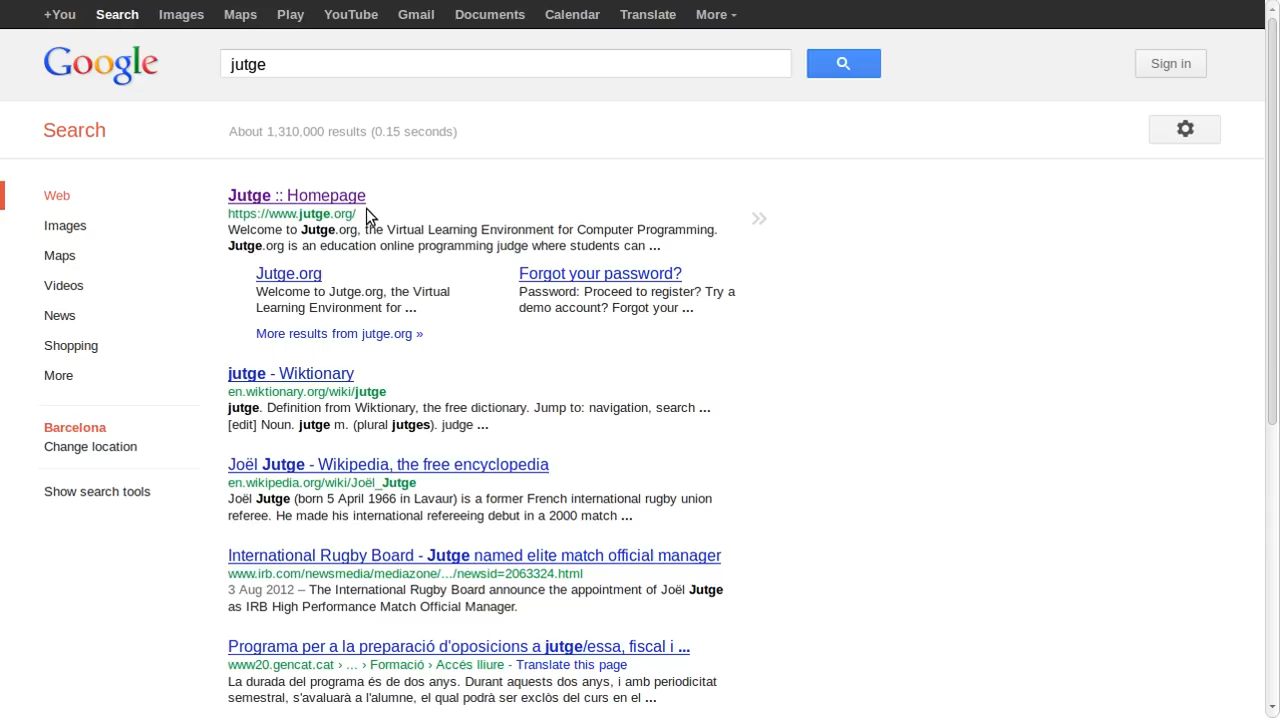 +You Search Images Maps Play YouTube Gmail Documents Calendar Translate More
Google
jutge
Sign in
Search
About 1,310,000 results (0.15 seconds)
Web
Images
Maps
Videos
News
Shopping
More
Barcelona
Change location
Show search tools
Jutge :: Homepage
https://www.jutge.org/
Welcome to Jutge.org, the Virtual Learning Environment for Computer Programming.
Jutge.org is an education online programming judge where students can ...
Jutge.org
Welcome to Jutge.org, the Virtual
Learning Environment for ...
Forgot your password?
Password: Proceed to register? Try a
demo account? Forgot your ...
More results from jutge.org »
jutge - Wiktionary
en.wiktionary.org/wiki/jutge
jutge. Definition from Wiktionary, the free dictionary. Jump to: navigation, search ...
[edit] Noun. jutge m. (plural jutges). judge ...
Joël Jutge - Wikipedia, the free encyclopedia
en.wikipedia.org/wiki/Joël_Jutge
Joël Jutge (born 5 April 1966 in Lavaur) is a former French international rugby union
referee. He made his international refereeing debut in a 2000 match ...
International Rugby Board - Jutge named elite match official manager
www.irb.com/newsmedia/mediazone/.../newsid=2063324.html
3 Aug 2012 – The International Rugby Board announce the appointment of Joël Jutge
as IRB High Performance Match Official Manager.
Programa per a la preparació d'oposicions a jutge/essa, fiscal i ...
www20.gencat.cat › ... › Formació › Accés lliure - Translate this page
La durada del programa és de dos anys. Durant aquests dos anys, i amb periodicitat
semestral, s'avaluarà a l'alumne, el qual podrà ser exclòs del curs en el ...